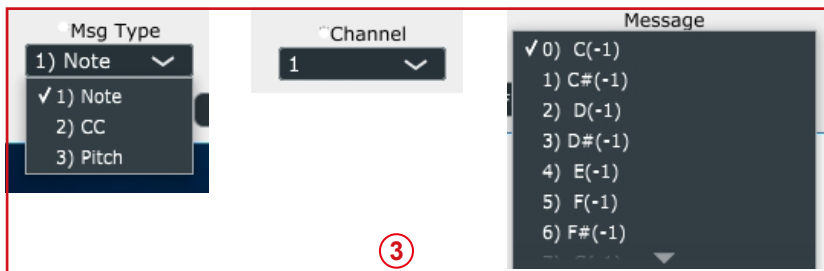 Msg Type
1) Note
✓ 1) Note
2) CC
3) Pitch
Channel
1
Message
✓ 0) C(-1)
1) C#(-1)
2) D(-1)
3) D#(-1)
4) E(-1)
5) F(-1)
6) F#(-1)
3